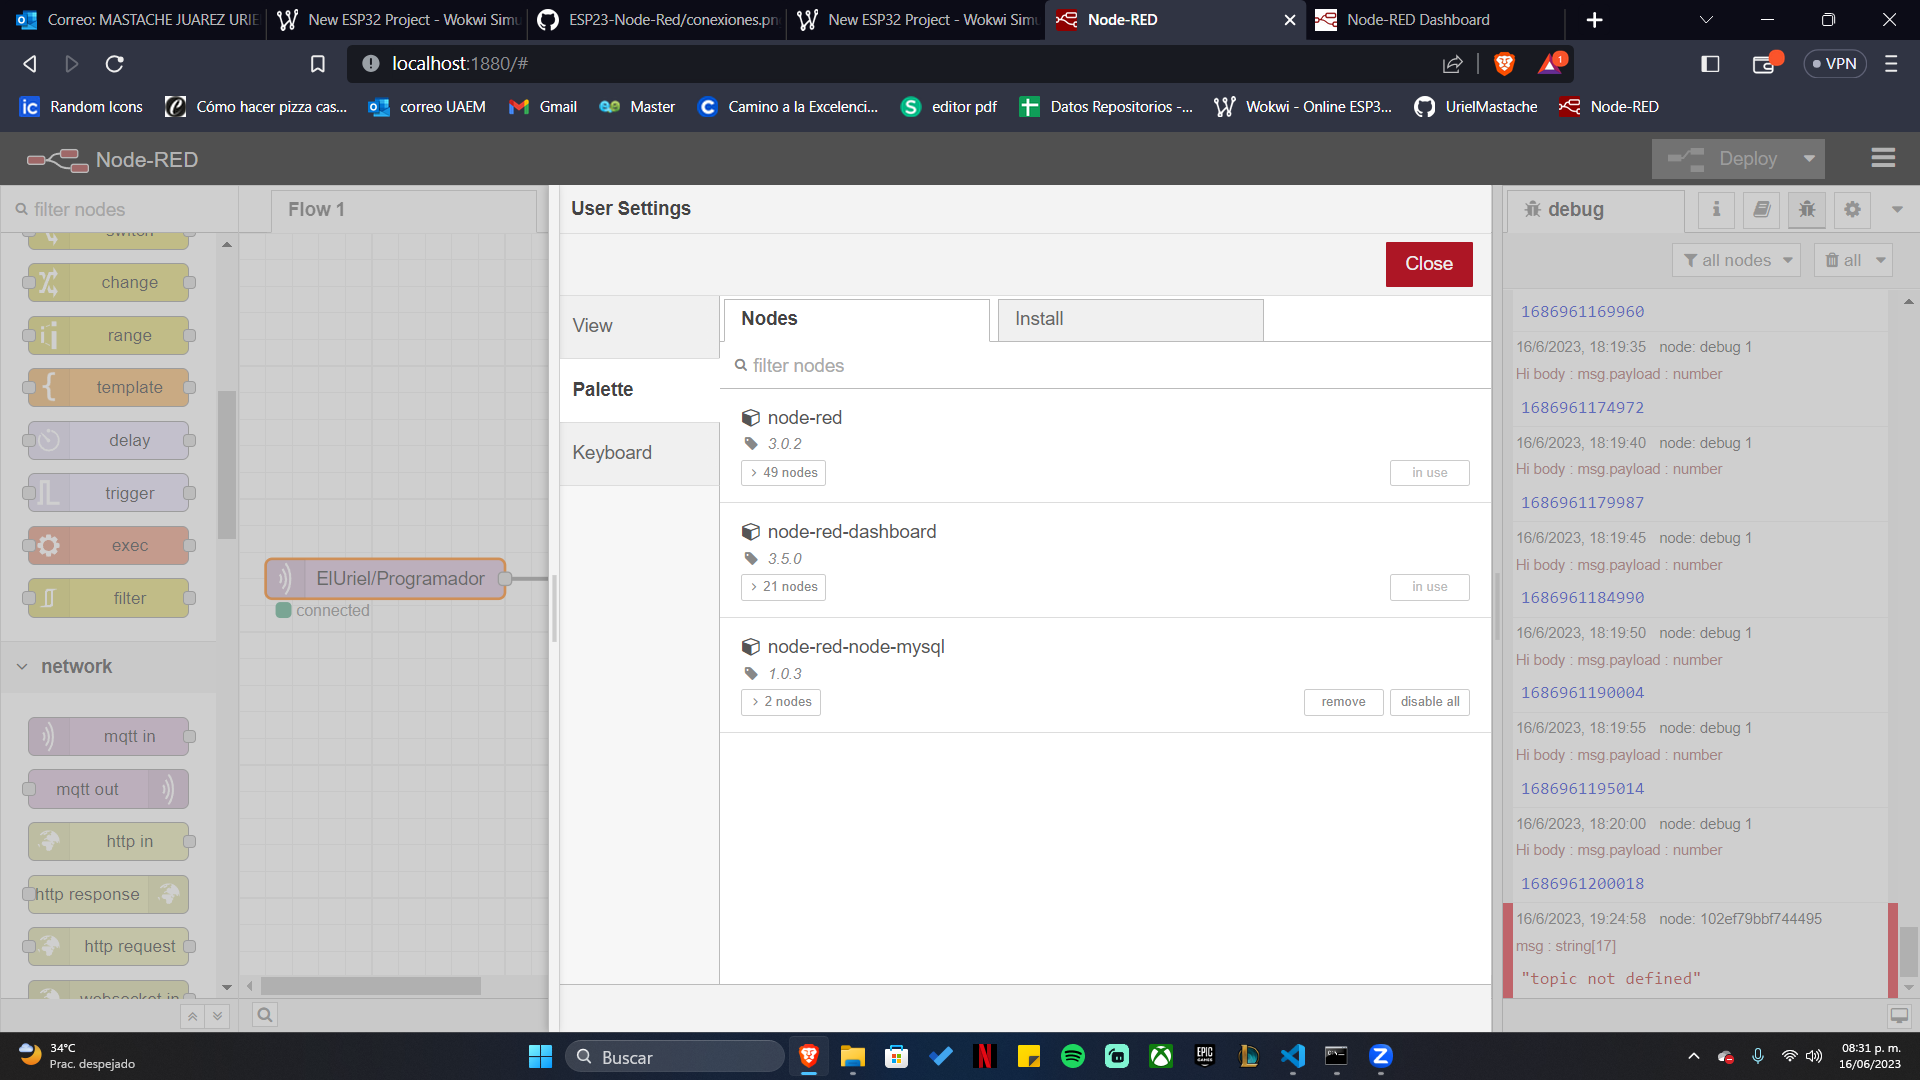 Correo: MASTACHE JUAREZ URIE
New ESP32 Project - Wokwi Simu
ESP23-Node-Red/conexiones.pn
New ESP32 Project - Wokwi Simu
Node-RED
Node-RED Dashboard
localhost:1880/#
1
VPN
Random Icons
Cómo hacer pizza cas...
correo UAEM
Gmail
Master
Camino a la Excelenci...
editor pdf
Datos Repositorios -...
Wokwi - Online ESP3...
UrielMastache
Node-RED
Node-RED
Deploy
filter nodes
switch
change
range
template
delay
trigger
exec
filter
network
mqtt in
mqtt out
http in
http response
http request
websocket in
Flow 1
ElUriel/Programador
connected
User Settings
Close
View
Palette
Keyboard
Nodes
Install
filter nodes
node-red
3.0.2
49 nodes
in use
node-red-dashboard
3.5.0
21 nodes
in use
node-red-node-mysql
1.0.3
2 nodes
remove
disable all
debug
all nodes
all
1686961169960
16/6/2023, 18:19:35 node: debug 1
Hi body : msg.payload : number
1686961174972
16/6/2023, 18:19:40 node: debug 1
Hi body : msg.payload : number
1686961179987
16/6/2023, 18:19:45 node: debug 1
Hi body : msg.payload : number
1686961184990
16/6/2023, 18:19:50 node: debug 1
Hi body : msg.payload : number
1686961190004
16/6/2023, 18:19:55 node: debug 1
Hi body : msg.payload : number
1686961195014
16/6/2023, 18:20:00 node: debug 1
Hi body : msg.payload : number
1686961200018
16/6/2023, 19:24:58 node: 102ef79bbf744495
msg : string[17]
"topic not defined"
34°C
Prac. despejado
Buscar
EPIC
08:31 p. m.
16/06/2023